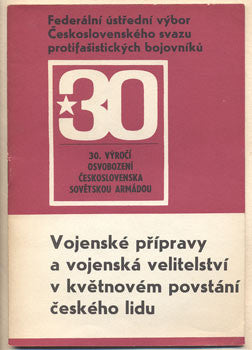 Federální ústřední výbor
Československého svazu
protifašistických bojovníků
30
30. VÝROČÍ
OSVOBOZENÍ
ČESKOSLOVENSKA
SOVĚTSKOU ARMÁDOU
Vojenské přípravy
a vojenská velitelství
v květnovém povstání
českého lidu